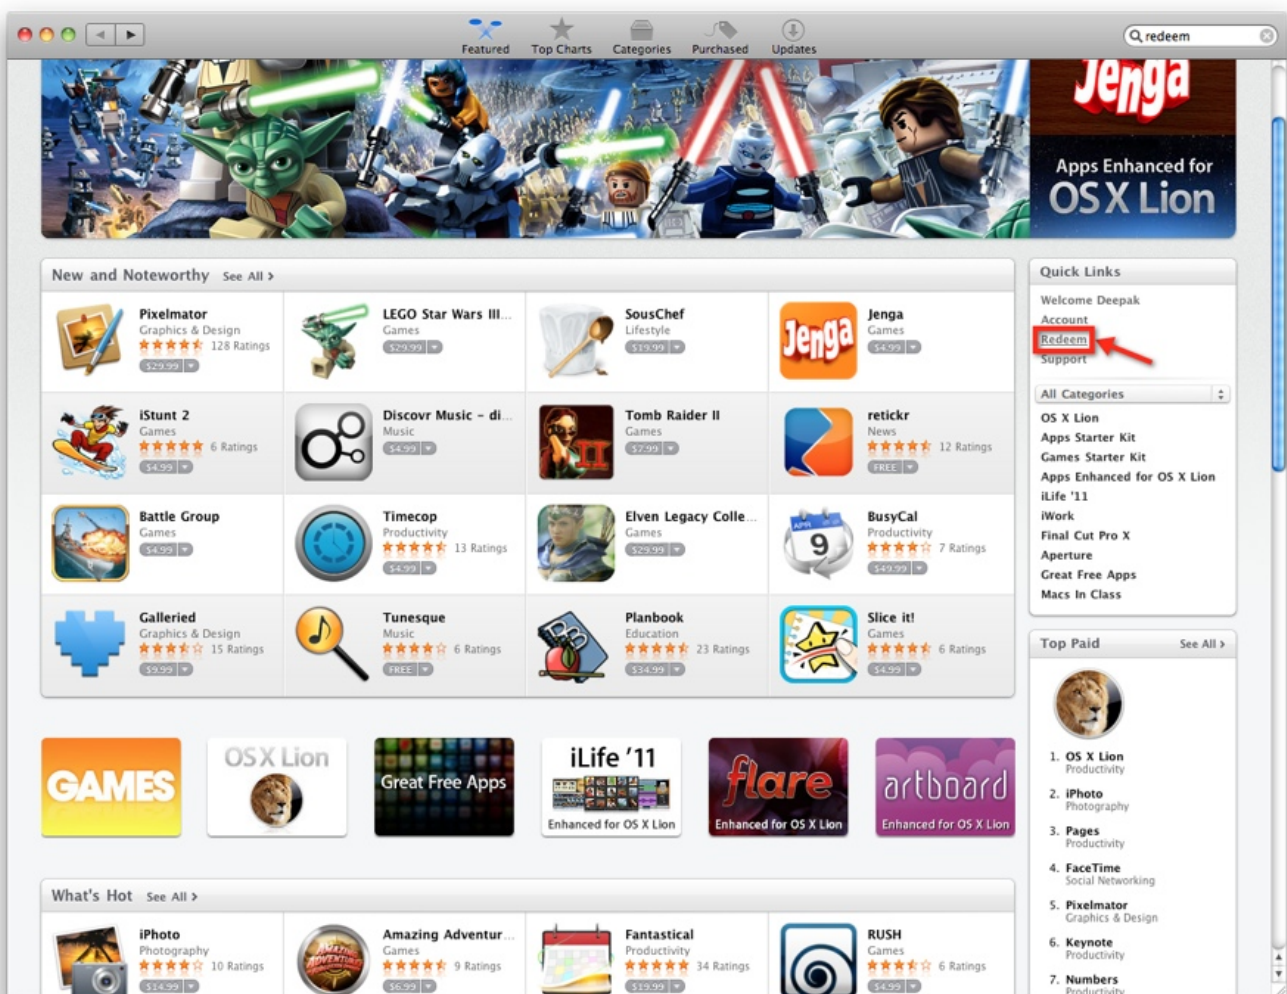 Featured
Top Charts
Categories
Purchased
Updates
redeem
Jenga
Apps Enhanced for
OS X Lion
New and Noteworthy See All >
Pixelmator
Graphics & Design
128 Ratings
$29.99
LEGO Star Wars III...
Games
$29.99
SousChef
Lifestyle
$19.99
Jenga
Jenga
Games
$4.99
iStunt 2
Games
6 Ratings
$4.99
Discovr Music – di...
Music
$4.99
II
Tomb Raider II
Games
$7.99
retickr
News
12 Ratings
FREE
Battle Group
Games
$4.99
Timecop
Productivity
13 Ratings
$4.99
Elven Legacy Colle...
Games
$29.99
APR
9
BusyCal
Productivity
7 Ratings
$49.99
Galleried
Graphics & Design
15 Ratings
$9.99
Tunesque
Music
6 Ratings
FREE
Planbook
Education
23 Ratings
$34.99
Slice it!
Games
6 Ratings
$4.99
GAMES
OS X Lion
Great Free Apps
iLife '11
Enhanced for OS X Lion
flare
Enhanced for OS X Lion
artboard
Enhanced for OS X Lion
What's Hot See All >
iPhoto
Photography
10 Ratings
$14.99
AMAZING
ADVENTURES
Amazing Adventur...
Games
9 Ratings
$6.99
Fantastical
Productivity
34 Ratings
$19.99
RUSH
Games
6 Ratings
$4.99
Quick Links
Welcome Deepak
Account
Redeem
Support
All Categories
OS X Lion
Apps Starter Kit
Games Starter Kit
Apps Enhanced for OS X Lion
iLife '11
iWork
Final Cut Pro X
Aperture
Great Free Apps
Macs In Class
Top Paid See All >
1. OS X Lion
Productivity
2. iPhoto
Photography
3. Pages
Productivity
4. FaceTime
Social Networking
5. Pixelmator
Graphics & Design
6. Keynote
Productivity
7. Numbers
Productivity